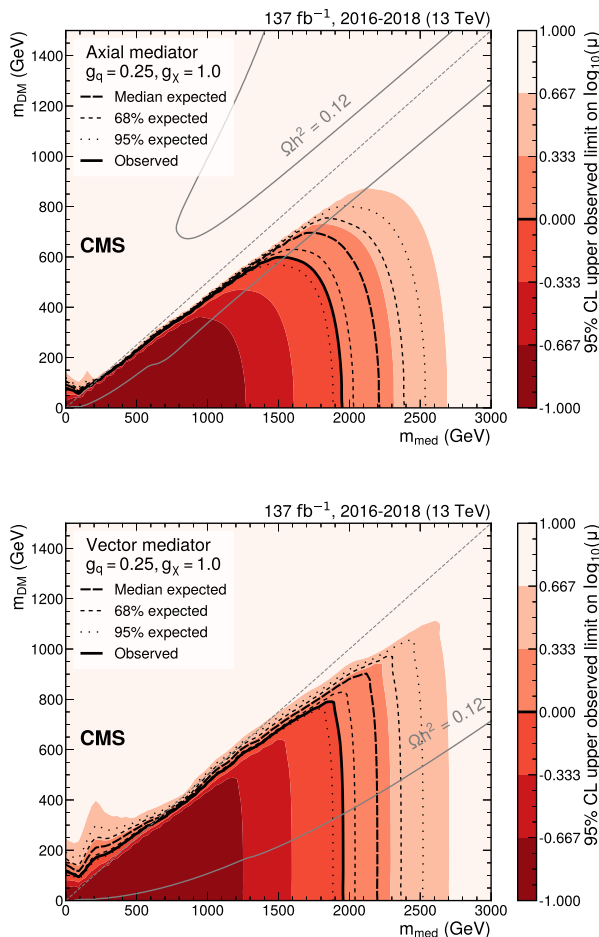 137 fb⁻¹, 2016-2018 (13 TeV)
m_DM (GeV)
1400
1200
1000
800
600
400
200
0
Axial mediator
g_q = 0.25, g_χ = 1.0
Median expected
68% expected
95% expected
Observed
Ωh² = 0.12
CMS
0 500 1000 1500 2000 2500 3000
m_med (GeV)
1.000
0.667
0.333
0.000
-0.333
-0.667
-1.000
95% CL upper observed limit on log₁₀(μ)
137 fb⁻¹, 2016-2018 (13 TeV)
m_DM (GeV)
1400
1200
1000
800
600
400
200
0
Vector mediator
g_q = 0.25, g_χ = 1.0
Median expected
68% expected
95% expected
Observed
Ωh² = 0.12
CMS
0 500 1000 1500 2000 2500 3000
m_med (GeV)
1.000
0.667
0.333
0.000
-0.333
-0.667
-1.000
95% CL upper observed limit on log₁₀(μ)